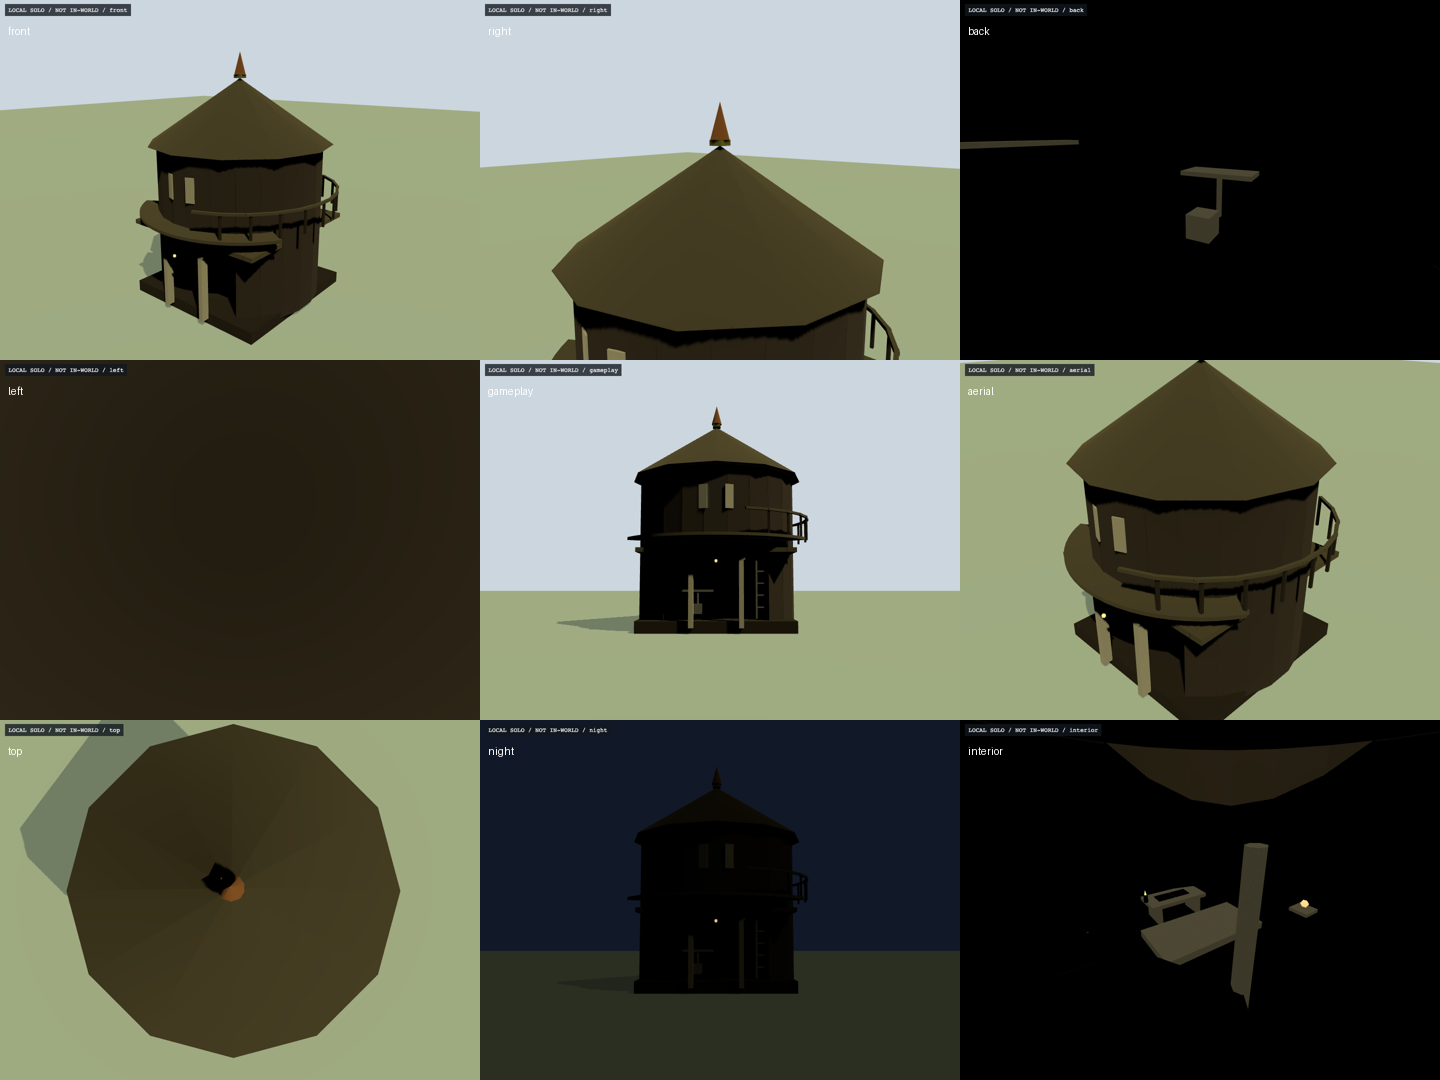 LOCAL SOLO / NOT IN-WORLD / front
front
LOCAL SOLO / NOT IN-WORLD / right
right
LOCAL SOLO / NOT IN-WORLD / back
back
LOCAL SOLO / NOT IN-WORLD / left
left
LOCAL SOLO / NOT IN-WORLD / gameplay
gameplay
LOCAL SOLO / NOT IN-WORLD / aerial
aerial
LOCAL SOLO / NOT IN-WORLD / top
top
LOCAL SOLO / NOT IN-WORLD / night
night
LOCAL SOLO / NOT IN-WORLD / interior
interior